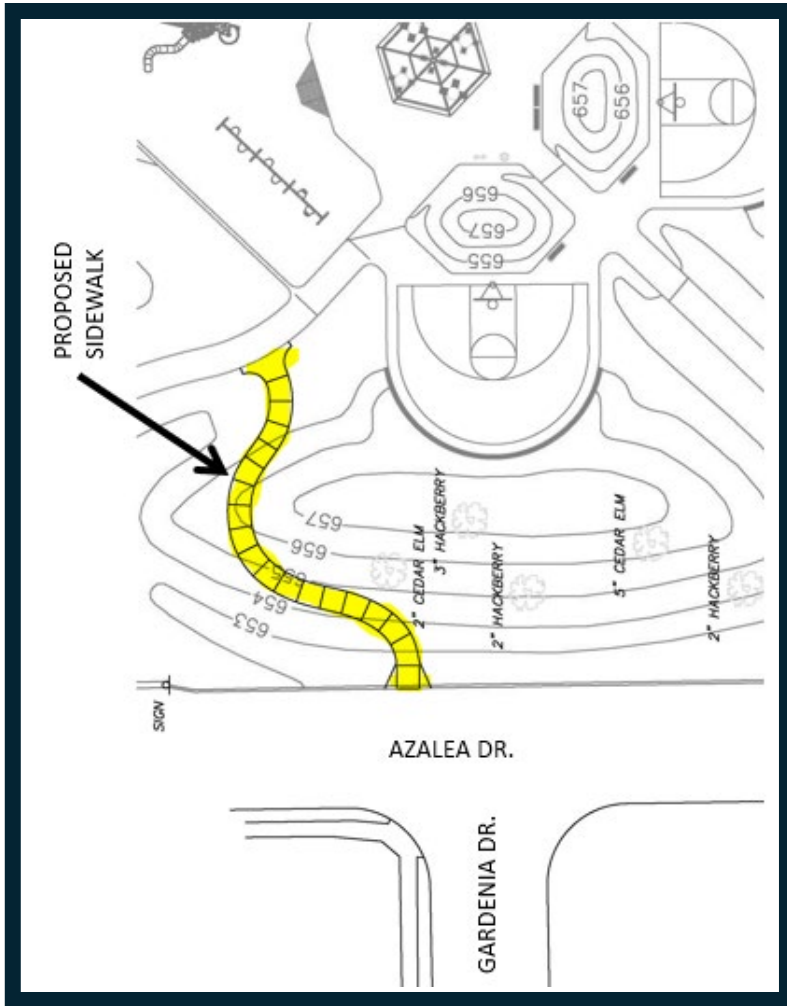 657
656
656
657
655
PROPOSED
SIDEWALK
657
656
655
654
653
2" CEDAR ELM
3" HACKBERRY
2" HACKBERRY
5" CEDAR ELM
2" HACKBERRY
SIGN
AZALEA DR.
GARDENIA DR.